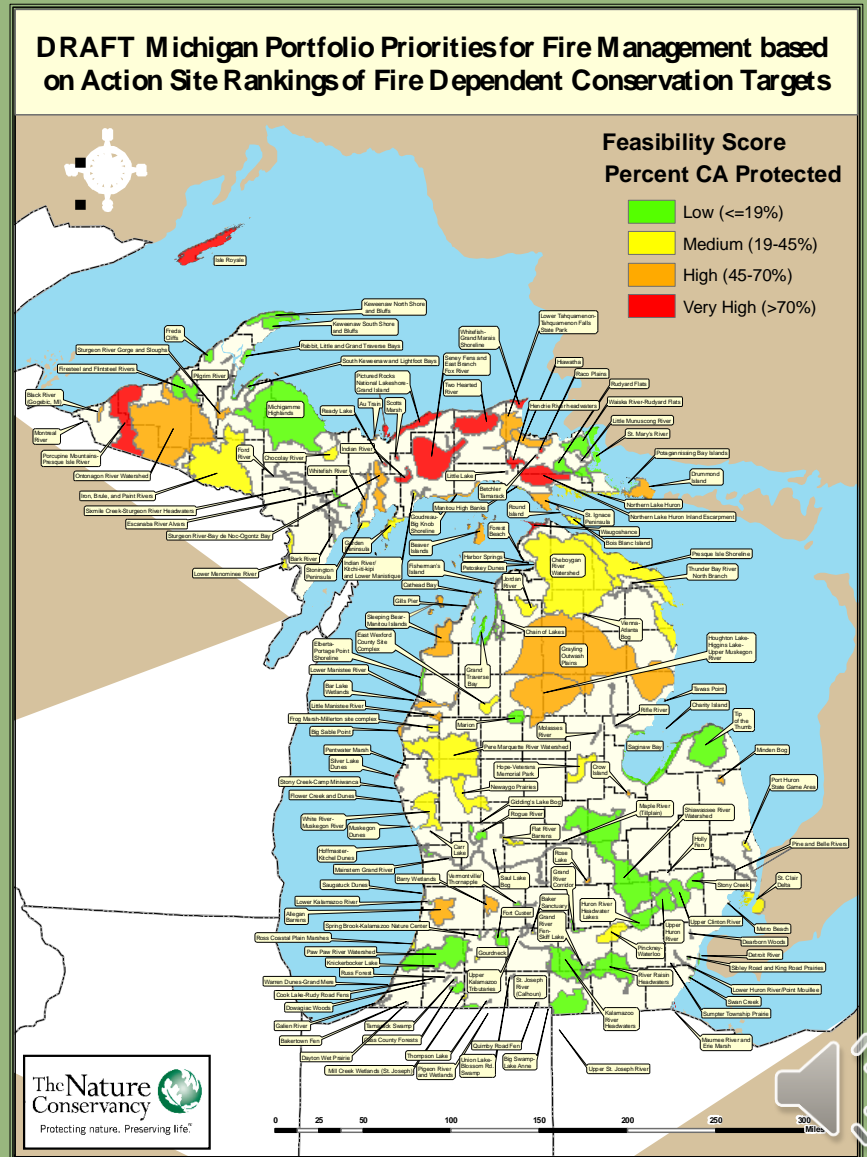 DRAFT Michigan Portfolio Priorities for Fire Management based
on Action Site Rankings of Fire Dependent Conservation Targets
Feasibility Score
Percent CA Protected
Low (<=19%)
Medium (19-45%)
High (45-70%)
Very High (>70%)
Isle Royale
Keweenaw North Shore
and Bluffs
Keweenaw South Shore
and Bluffs
Freda
Cliffs
Rabbit, Little and Grand Traverse Bays
Sturgeon River Gorge and Sloughs
South Keweenaw and Lightfoot Bays
Firesteel and Flintsteel Rivers
Pilgrim River
Black River
(Gogebic, MI)
Montreal
River
Porcupine Mountains-
Presque Isle River
Ontonagon River Watershed
Iron, Brule, and Paint Rivers
Sixmile Creek-Sturgeon River Headwaters
Escanaba River Alvars
Sturgeon River-Bay de Noc-Ogontz Bay
Lower Menominee River
Michigamme
Highlands
Ford
River
Chocolay River
Whitefish River
Bark River
Stonington
Peninsula
Garden
Peninsula
Indian River
Indian River/
Kitch-iti-kipi
and Lower Manistique
Ready Lake
Au Train
Scotts
Marsh
Pictured Rocks
National Lakeshore-
Grand Island
Seney Fens and
East Branch
Fox River
Two Hearted
River
Whitefish-
Grand Marais
Shoreline
Lower Tahquamenon-
Tahquamenon Falls
State Park
Hiawatha
Raco Plains
Hendrie River headwaters
Rudyard Flats
Waiska River-Rudyard Flats
Little Munuscong River
St. Mary's River
Potagannissing Bay Islands
Drummond
Island
Northern Lake Huron
Northern Lake Huron Inland Escarpment
Little Lake
Betchler
Tamarack
Manitou High Banks
Goudreau-
Big Knob
Shoreline
Round
Island
St. Ignace
Peninsula
Waugoshance
Bois Blanc Island
Beaver
Islands
Forest
Beach
Harbor Springs
Petoskey Dunes
Fisherman's
Island
Cathead Bay
Jordan
River
Cheboygan
River
Watershed
Presque Isle Shoreline
Thunder Bay River
North Branch
Gills Pier
Sleeping Bear-
Manitou Islands
East Wexford
County Site
Complex
Chain of Lakes
Vienna-
Atlanta
Bog
Grand
Traverse
Bay
Grayling
Outwash
Plains
Houghton Lake-
Higgins Lake-
Upper Muskegon
River
Elberta-
Portage Point
Shoreline
Lower Manistee River
Bar Lake
Wetlands
Little Manistee River
Frog Marsh-Millerton site complex
Big Sable Point
Marion
Molasses
River
Rifle River
Tawas Point
Charity Island
Tip
of the
Thumb
Saginaw Bay
Minden Bog
Pere Marquette River Watershed
Pentwater Marsh
Silver Lake
Dunes
Stony Creek-Camp Miniwanca
Flower Creek and Dunes
Hope-Veterans
Memorial Park
Crow
Island
Newaygo Prairies
Port Huron
State Game Area
White River-
Muskegon River
Muskegon
Dunes
Gidding's Lake Bog
Rogue River
Flat River
Barrens
Maple River
(Tillplain)
Shiawassee River
Watershed
Holly
Fen
Pine and Belle Rivers
Hoffmaster-
Kitchel Dunes
Carr
Lake
Mainstem Grand River
Saugatuck Dunes
Barry Wetlands
Vermontville/
Thornapple
Saul Lake
Bog
Rose
Lake
Grand
River
Corridor
Stony Creek
St. Clair
Delta
Lower Kalamazoo River
Allegan
Barrens
Spring Brook-Kalamazoo Nature Center
Fort Custer
Baker
Sanctuary
Grand
River
Fen-
Skiff Lake
Huron River
Headwater
Lakes
Upper Clinton River
Metro Beach
Upper
Huron
River
Dearborn Woods
Ross Coastal Plain Marshes
Paw Paw River Watershed
Knickerbocker Lake
Russ Forest
Gourdneck
Pinckney-
Waterloo
Detroit River
Sibley Road and King Road Prairies
Warren Dunes-Grand Mere
Cook Lake-Rudy Road Fens
Dowagiac Woods
Upper
Kalamazoo
Tributaries
St. Joseph
River
(Calhoun)
River Raisin
Headwaters
Lower Huron River/Point Mouillee
Swan Creek
Sumpter Township Prairie
Galien River
Bakertown Fen
Dayton Wet Prairie
Tamarack Swamp
Cass County Forests
Kalamazoo
River
Headwaters
Maumee River and
Erie Marsh
Thompson Lake
Mill Creek Wetlands (St. Joseph)
Pigeon River
and Wetlands
Union Lake-
Blossom Rd.
Swamp
Quimby Road Fen
Big Swamp-
Lake Anne
Upper St. Joseph River
The Nature
Conservancy
Protecting nature. Preserving life.
0 25 50 100 150 200 250 300
Miles